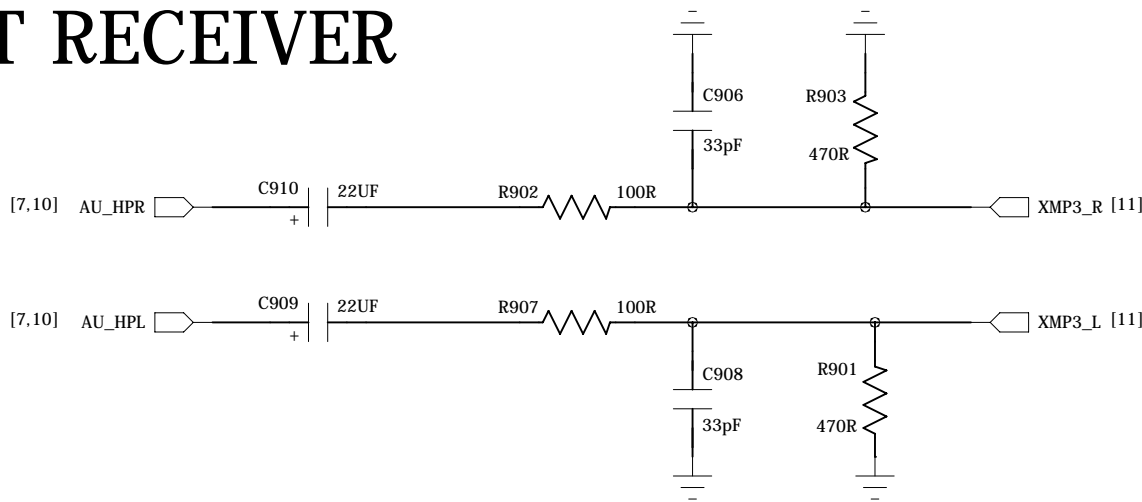 T RECEIVER
C906
R903
33pF
470R
[7,10] AU_HPR
C910
+
22UF
R902
100R
XMP3_R [11]
[7,10] AU_HPL
C909
+
22UF
R907
100R
XMP3_L [11]
C908
R901
33pF
470R